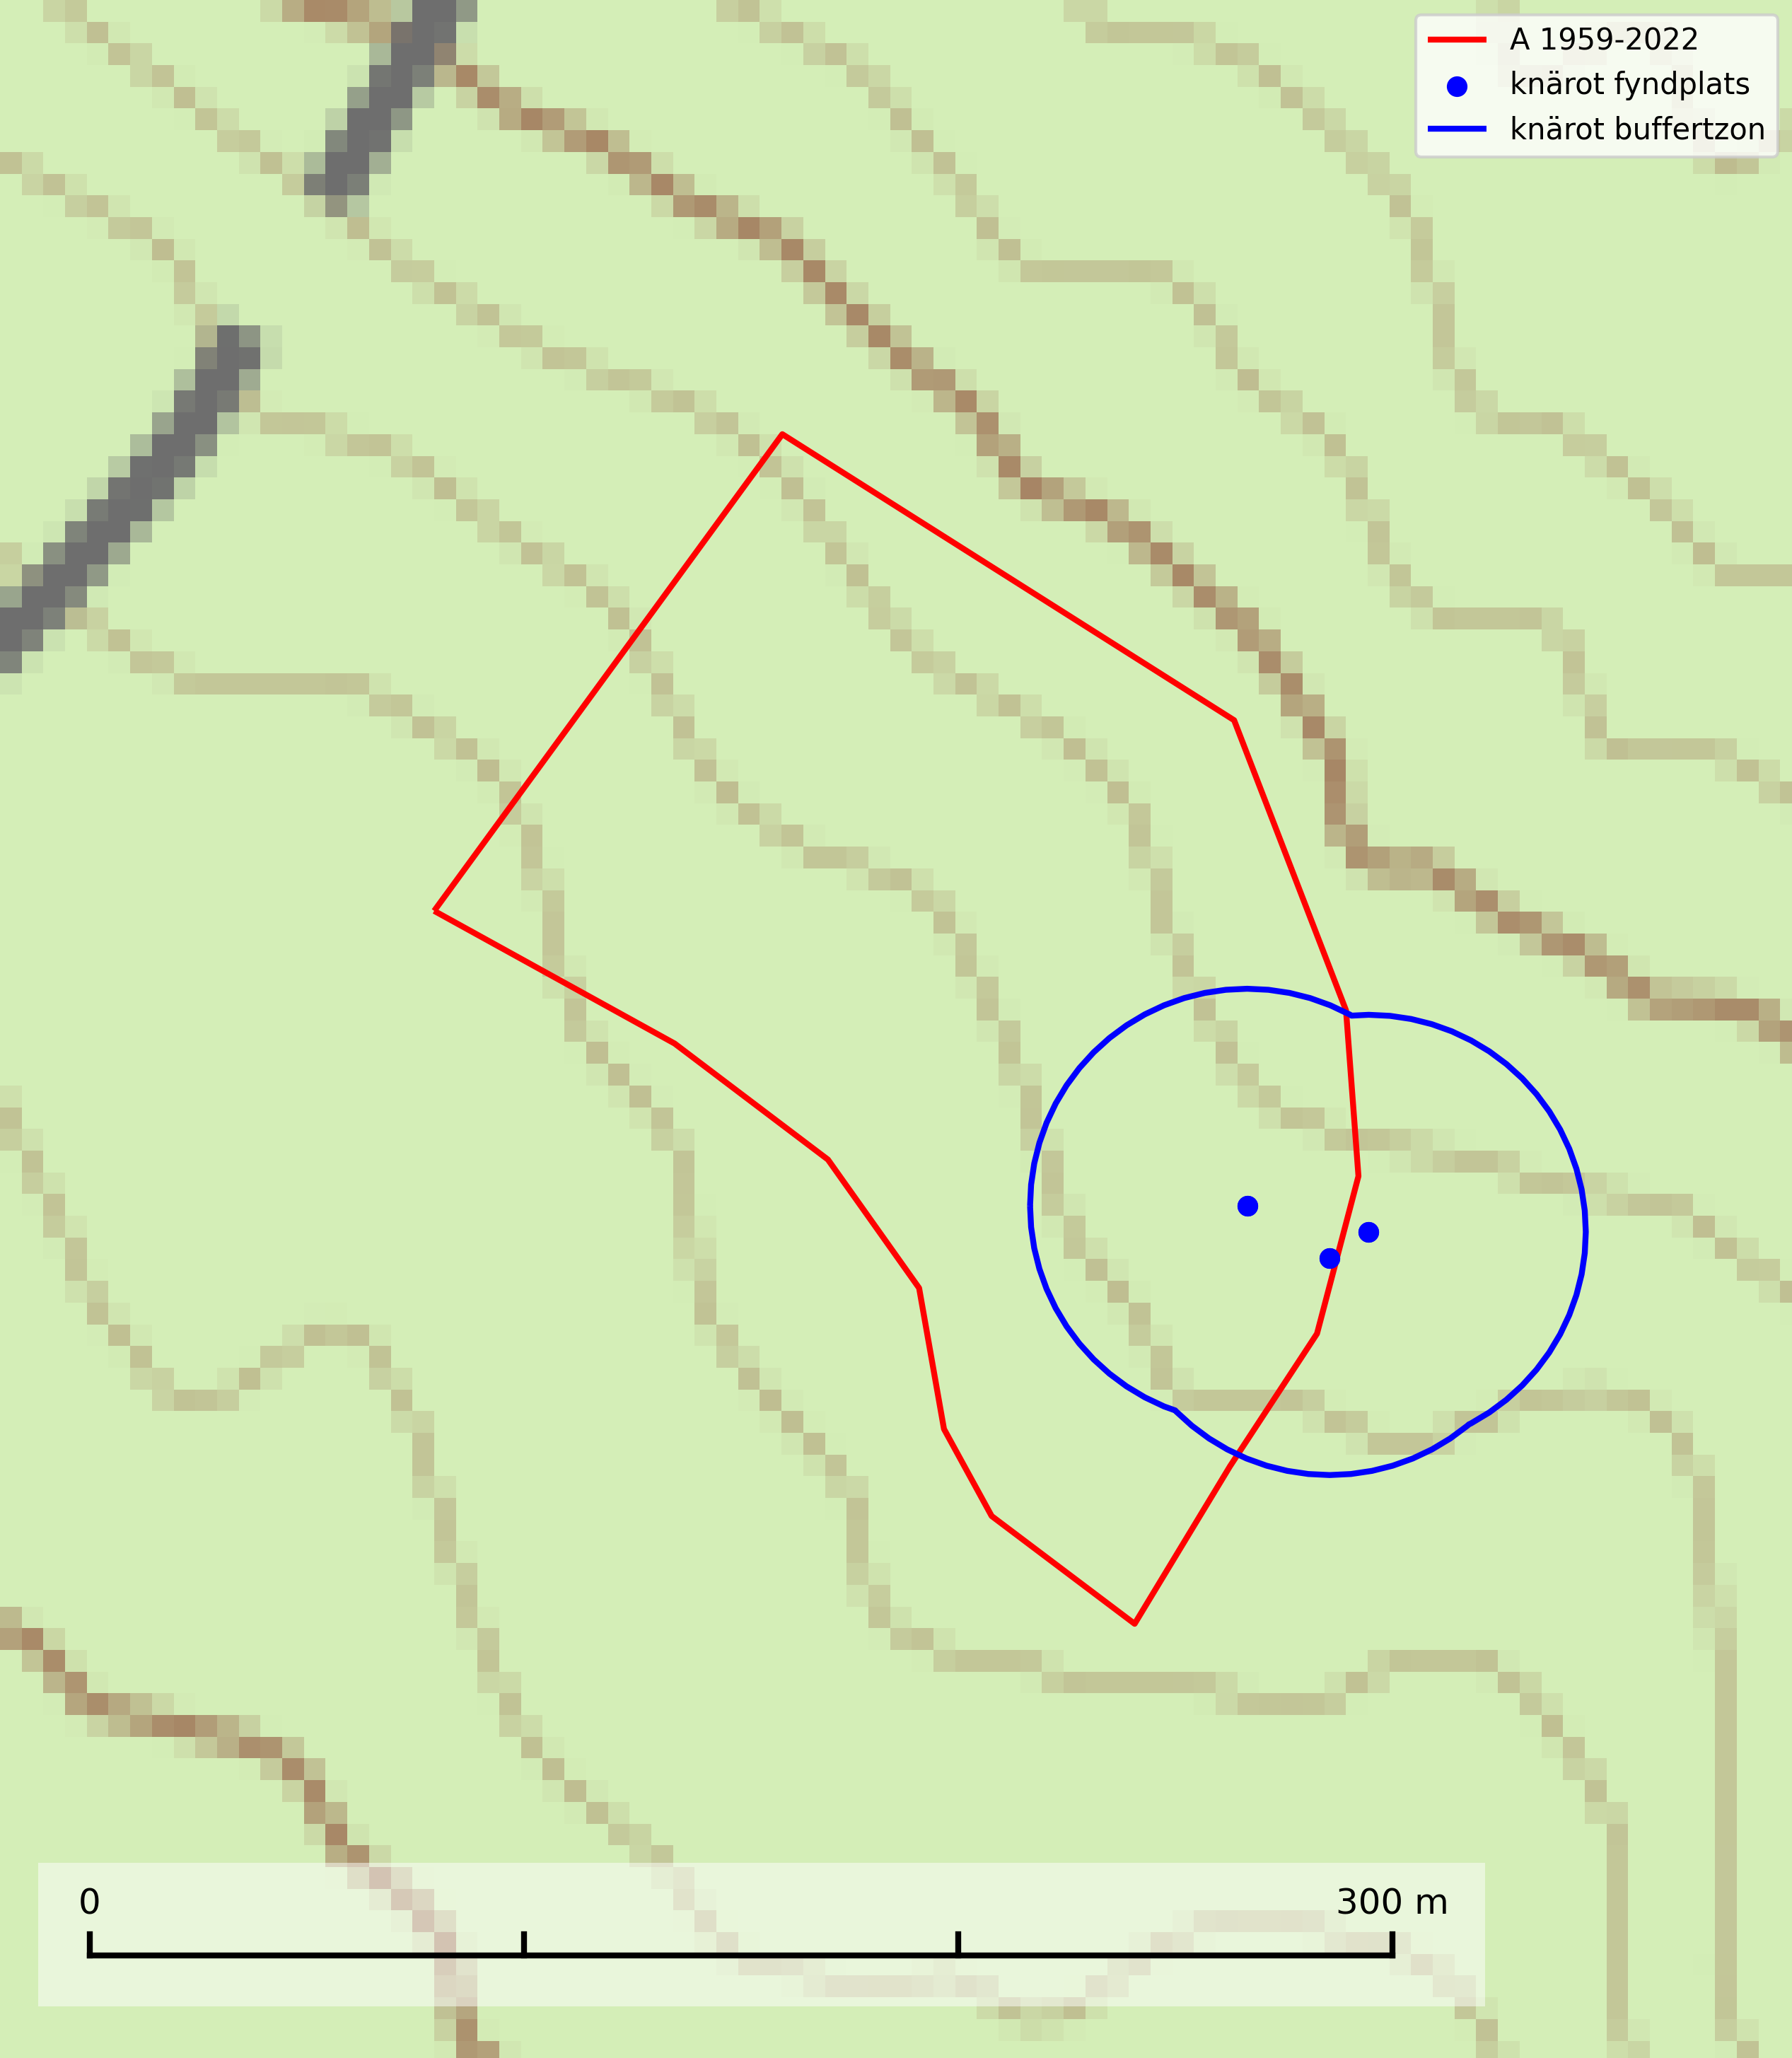 A 1959-2022
knärot fyndplats
knärot buffertzon
0 300 m